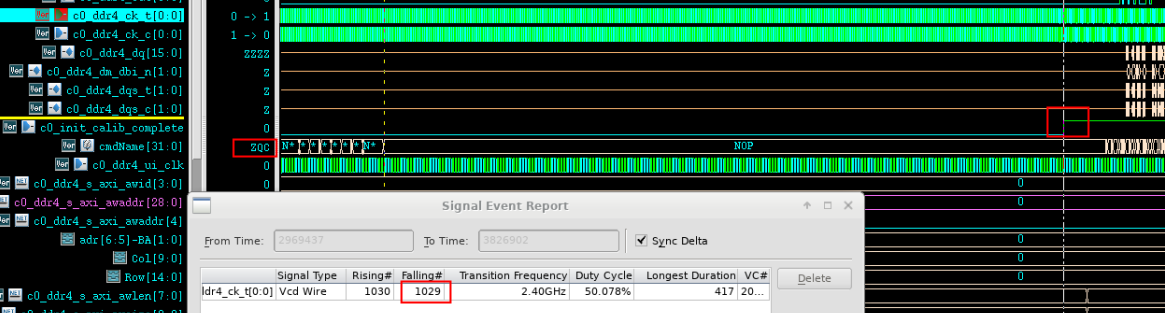 c0_ddr4_ck_t[0:0] 0 -> 1
c0_ddr4_ck_c[0:0] 1 -> 0
c0_ddr4_dq[15:0] ZZZZ
c0_ddr4_dm_dbi_n[1:0] Z
c0_ddr4_dqs_t[1:0] Z
c0_ddr4_dqs_c[1:0] Z
c0_init_calib_complete 0
cmdName[31:0] ZQC N* * * * * * N* NOP
c0_ddr4_ui_clk 0
c0_ddr4_s_axi_awid[3:0] 0 0
c0_ddr4_s_axi_awaddr[28:0] 0
c0_ddr4_s_axi_awaddr[4]
adr[6:5]-BA[1:0] 0
Col[9:0] 0
Row[14:0] 0
c0_ddr4_s_axi_awlen[7:0]
Signal Event Report
From Time: 2969437 To Time: 3826902 Sync Delta
Signal Type Rising# Falling# Transition Frequency Duty Cycle Longest Duration VC#
ldr4_ck_t[0:0] Vcd Wire 1030 1029 2.40GHz 50.078% 417 20...
Delete